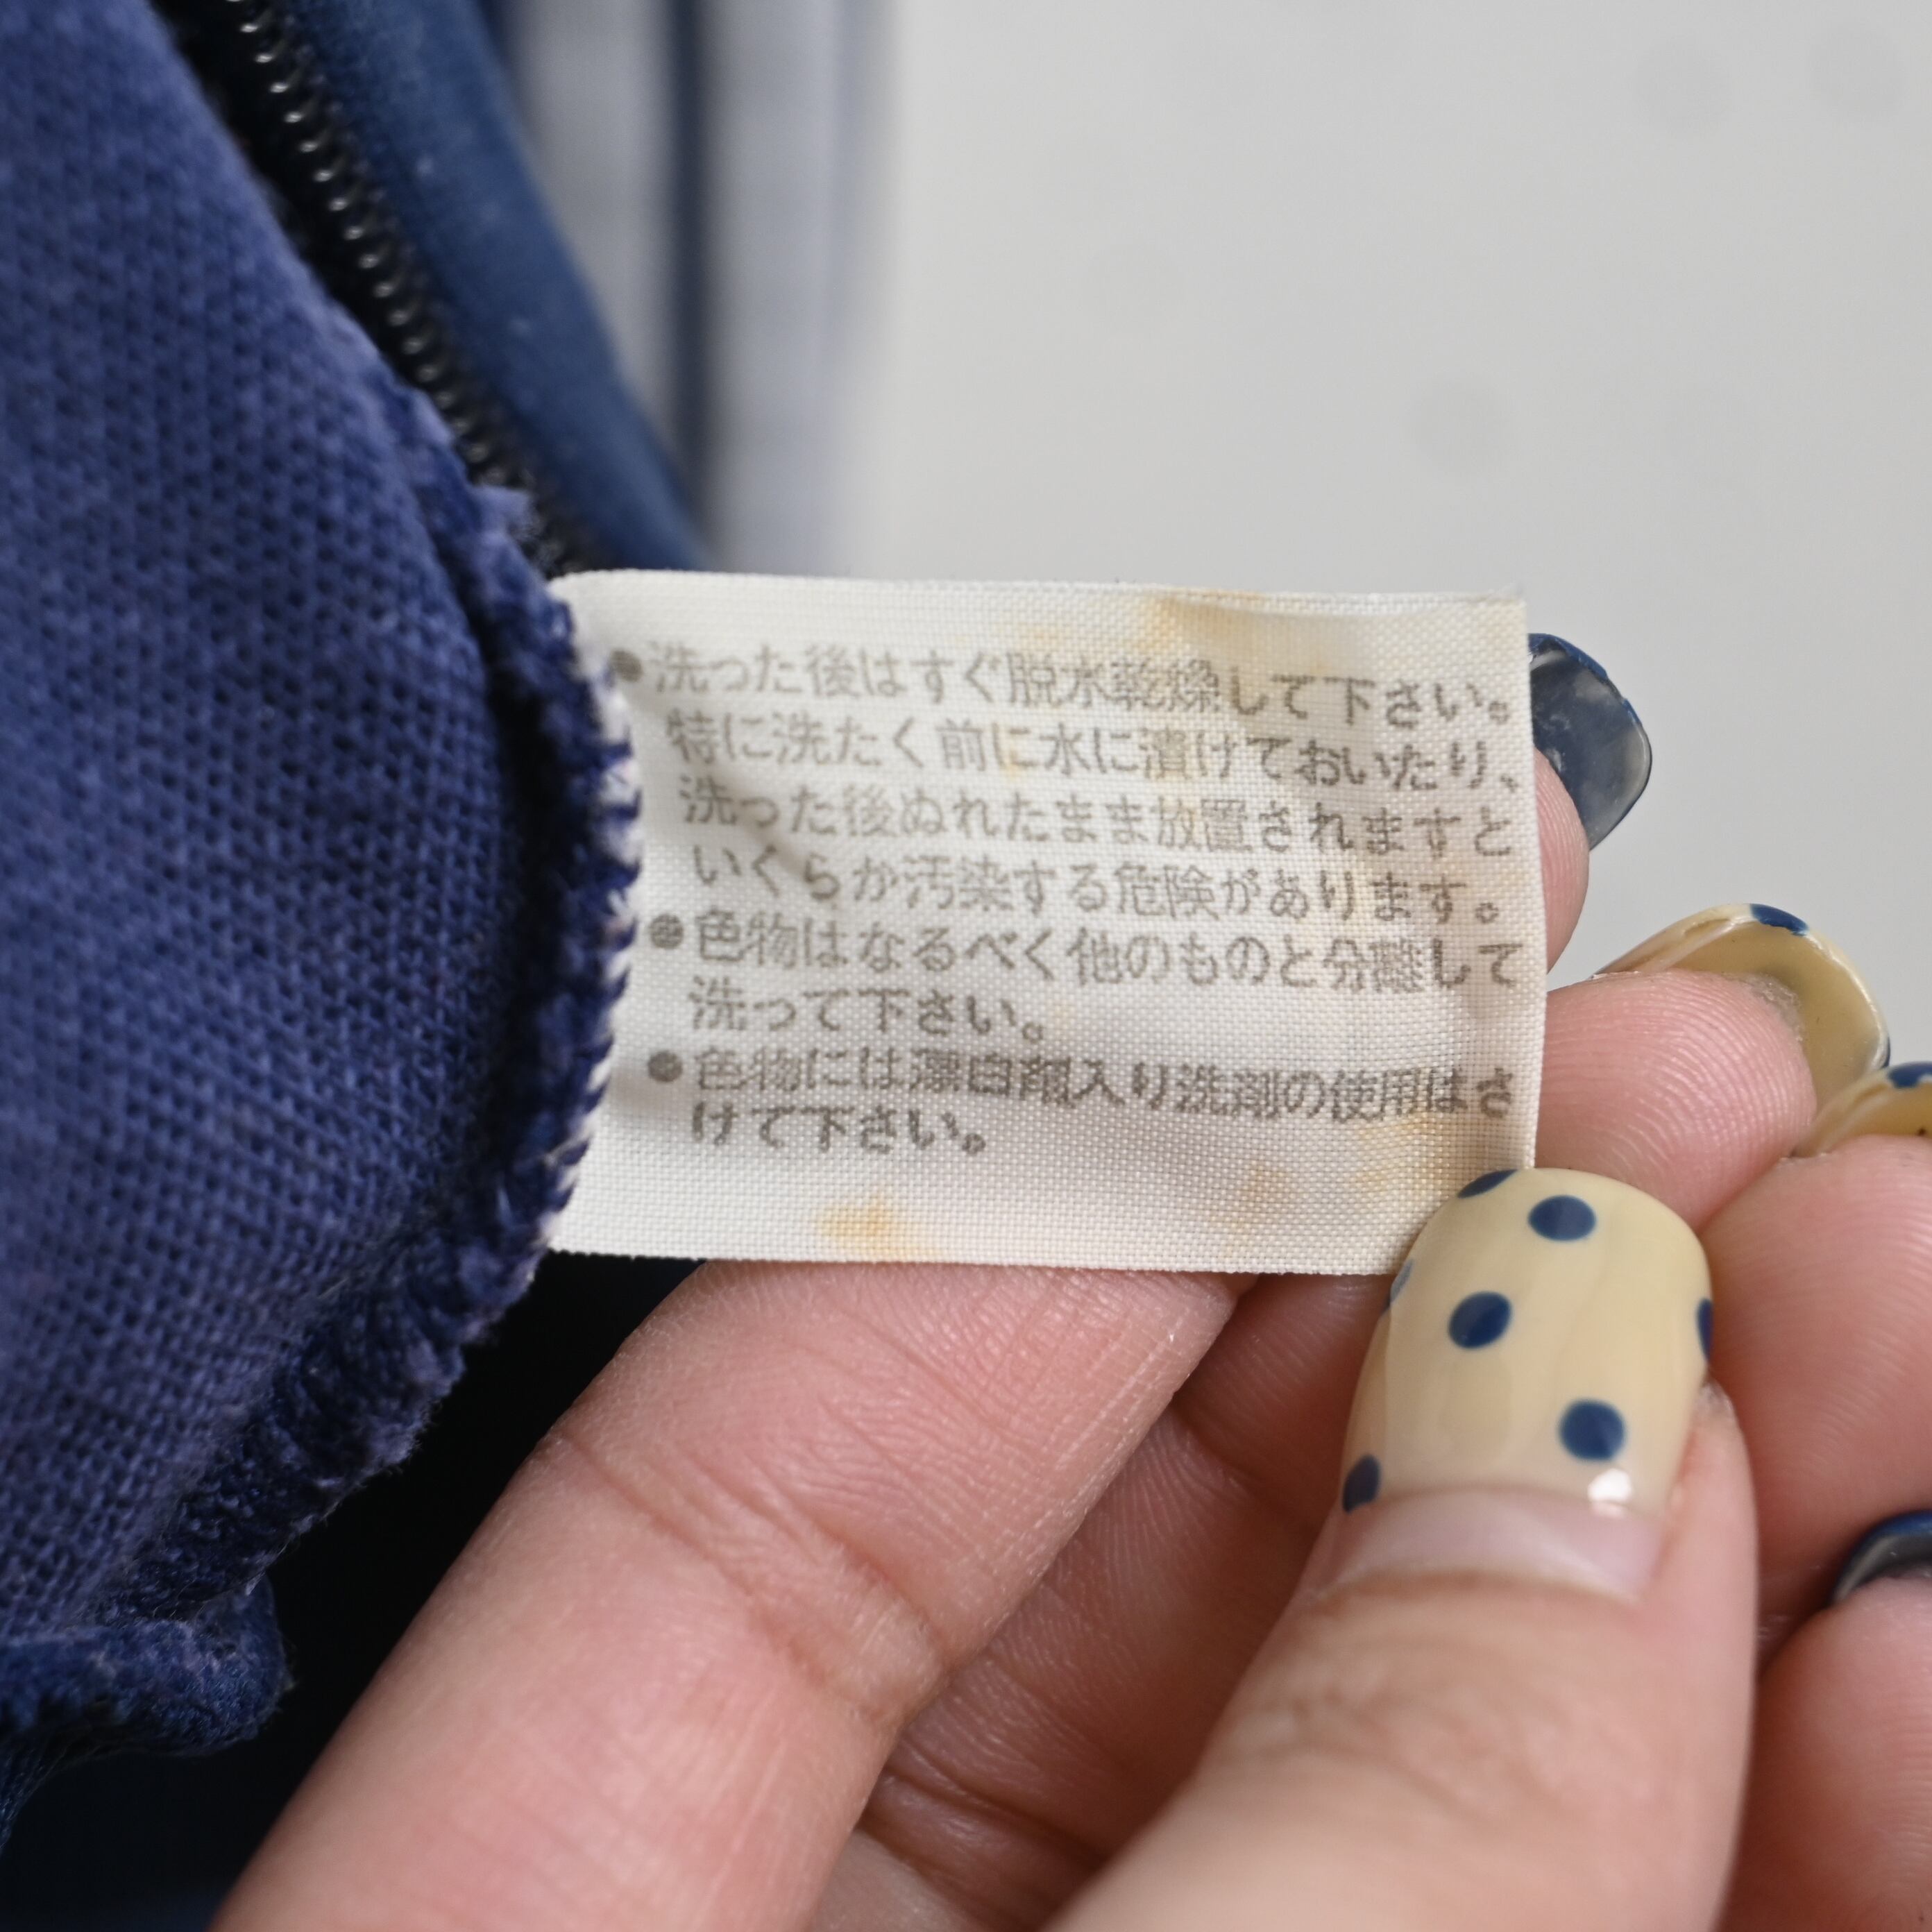 ●洗った後はすぐ脱水乾燥して下さい。
特に洗たく前に水に漬けておいたり、
洗った後ぬれたまま放置されますと
いくらか汚染する危険があります。
●色物はなるべく他のものと分離して
洗って下さい。
●色物には漂白剤入り洗剤の使用はさ
けて下さい。